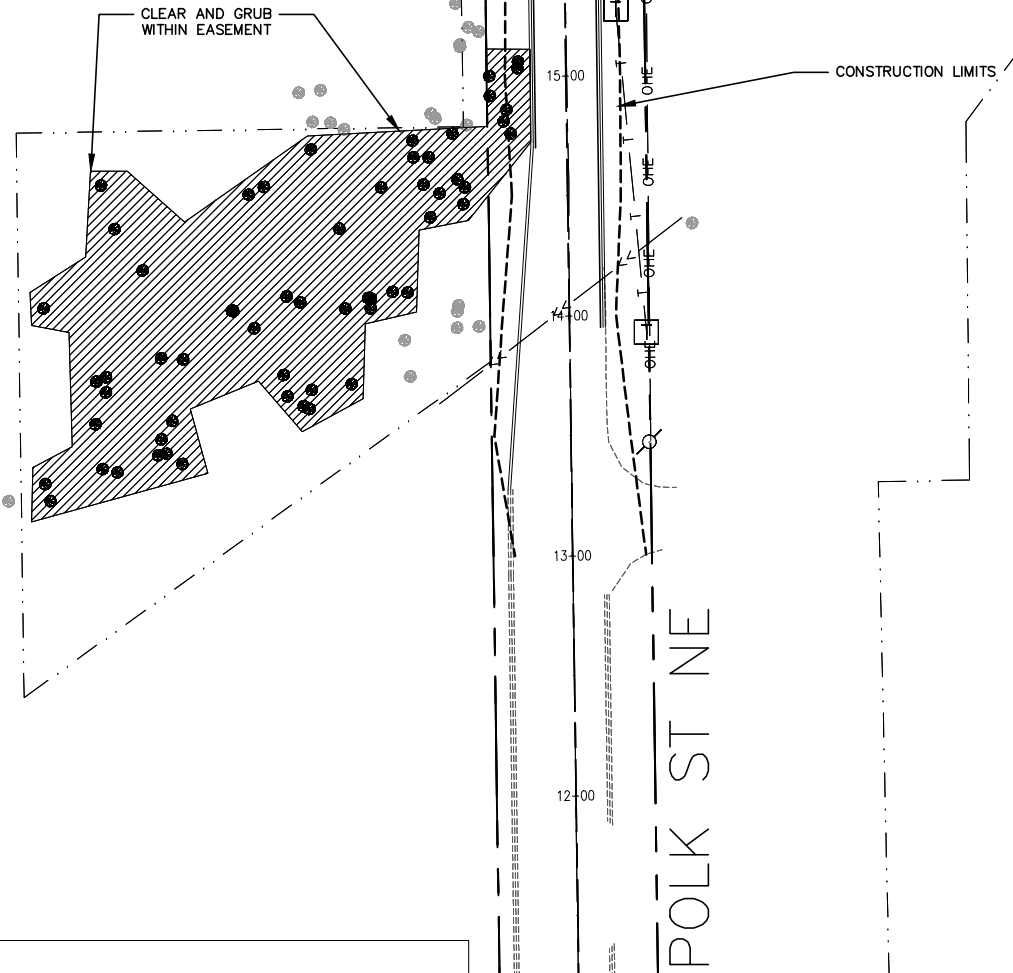 CLEAR AND GRUB
WITHIN EASEMENT
15+00
CONSTRUCTION LIMITS
OHE
OHE
OHE
14+00
OHE
13+00
12+00
POLK ST NE